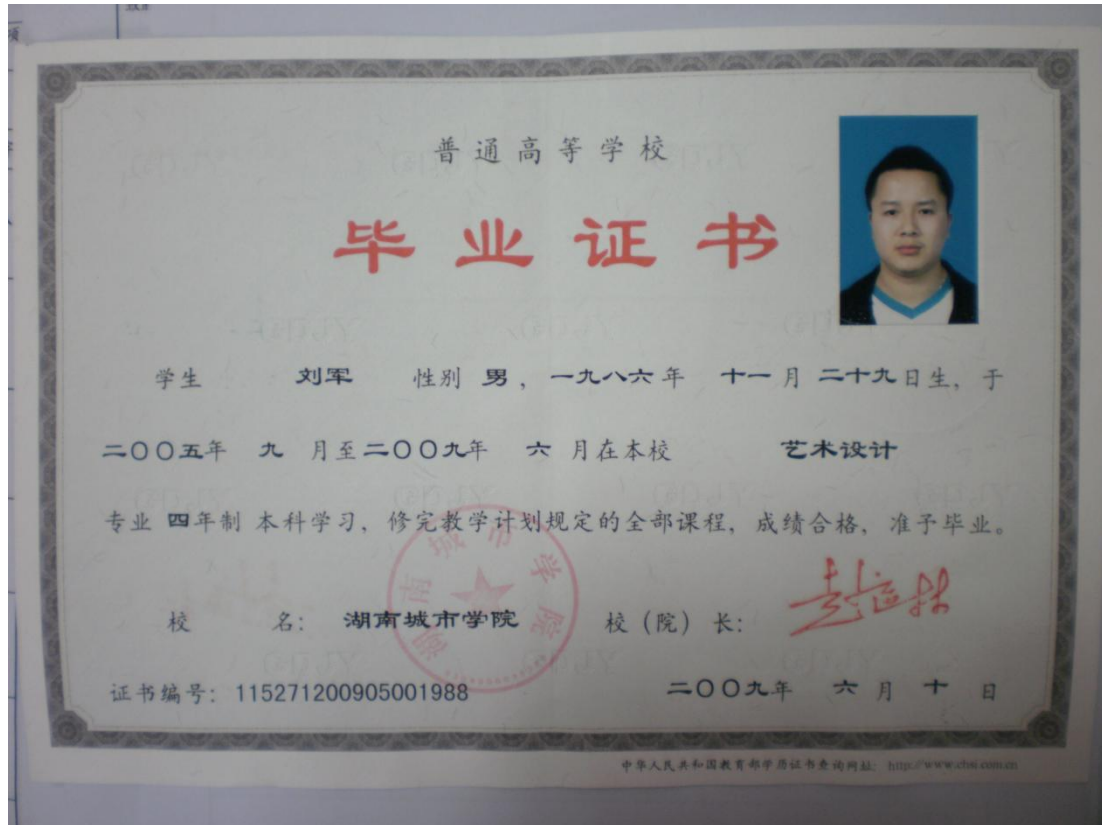 普通高等学校
毕业证书
学生 刘军 性别 男，一九八六年 十一月二十九日生，于
二〇〇五年 九 月至二〇〇九年 六 月在本校 艺术设计
专业 四年制 本科学习，修完教学计划规定的全部课程，成绩合格，准予毕业。
湖南城市学院
校 名：湖南城市学院 校（院）长：
证书编号：115271200905001988 二〇〇九年 六 月 十 日
中华人民共和国教育部学历证书查询网址：http://www.chsi.com.cn